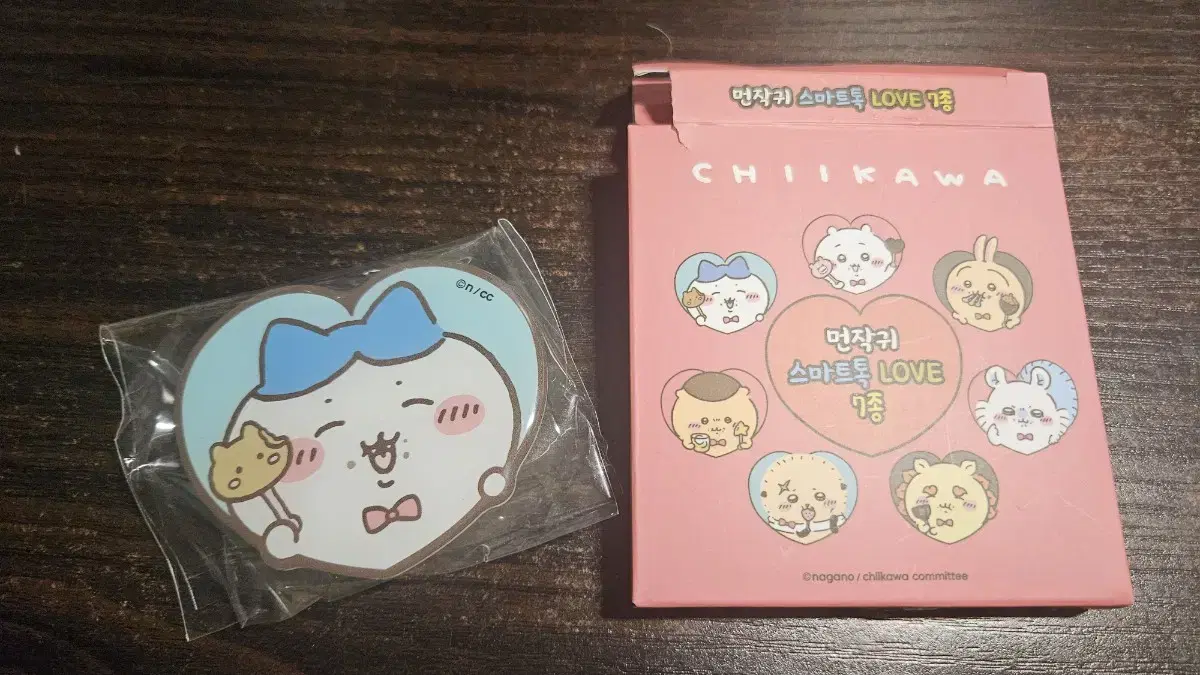 ©n/cc
먼작귀 스마트톡 LOVE 7종
CHIIKAWA
먼작귀
스마트톡 LOVE
7종
©nagano / chiikawa committee